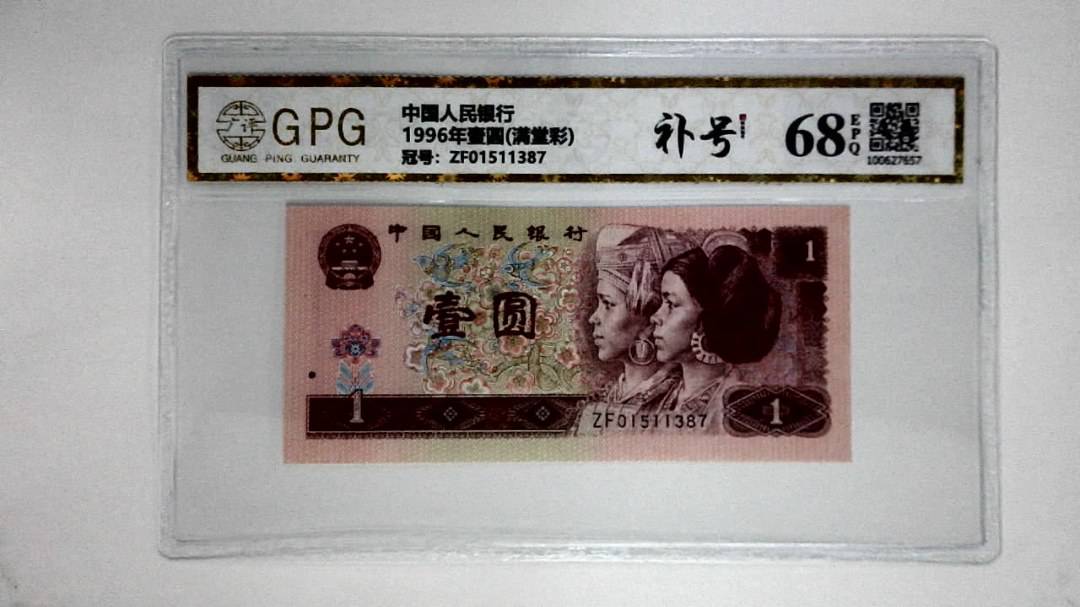 GPG
GUANG PING GUARANTY
中国人民银行
1996年壹圆(满堂彩)
冠号: ZF01511387
补号
68
EPQ
100627657
中国人民银行
1
壹圆
1
ZF01511387
1